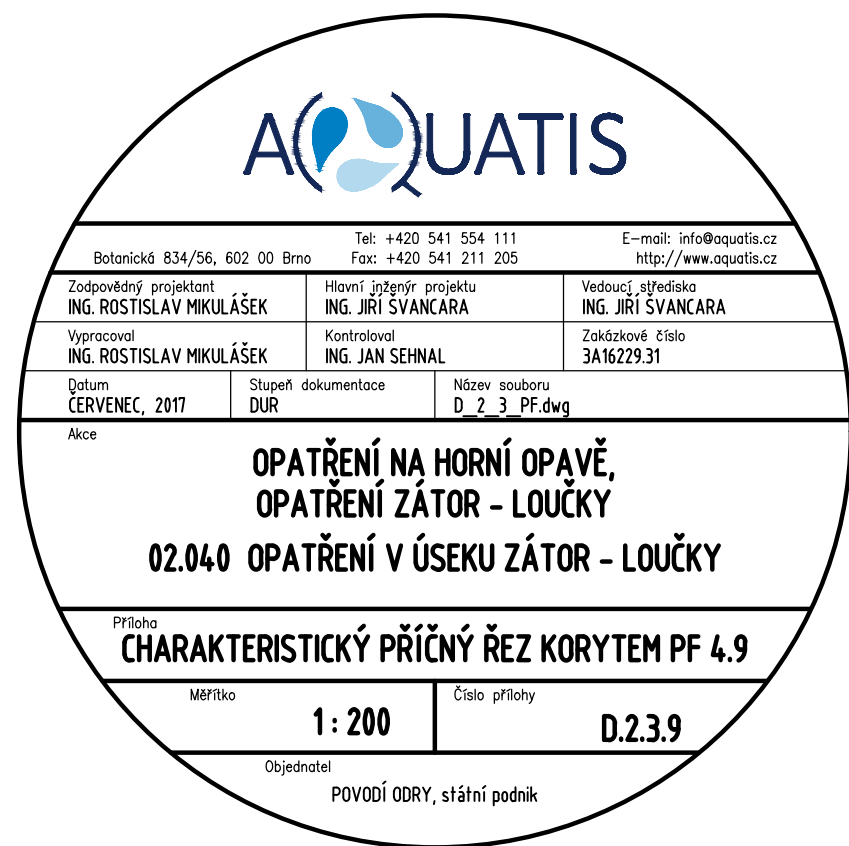 AQUATIS
Botanická 834/56, 602 00 Brno
Tel: +420 541 554 111
Fax: +420 541 211 205
E-mail: info@aquatis.cz
http://www.aquatis.cz
Zodpovědný projektant
ING. ROSTISLAV MIKULÁŠEK
Hlavní inženýr projektu
ING. JIŘÍ ŠVANCARA
Vedoucí střediska
ING. JIŘÍ ŠVANCARA
Vypracoval
ING. ROSTISLAV MIKULÁŠEK
Kontroloval
ING. JAN SEHNAL
Zakázkové číslo
3A16229.31
Datum
ČERVENEC, 2017
Stupeň dokumentace
DUR
Název souboru
D_2_3_PF.dwg
Akce
OPATŘENÍ NA HORNÍ OPAVĚ,
OPATŘENÍ ZÁTOR - LOUČKY
02.040 OPATŘENÍ V ÚSEKU ZÁTOR - LOUČKY
Příloha
CHARAKTERISTICKÝ PŘÍČNÝ ŘEZ KORYTEM PF 4.9
Měřítko
1 : 200
Číslo přílohy
D.2.3.9
Objednatel
POVODÍ ODRY, státní podnik